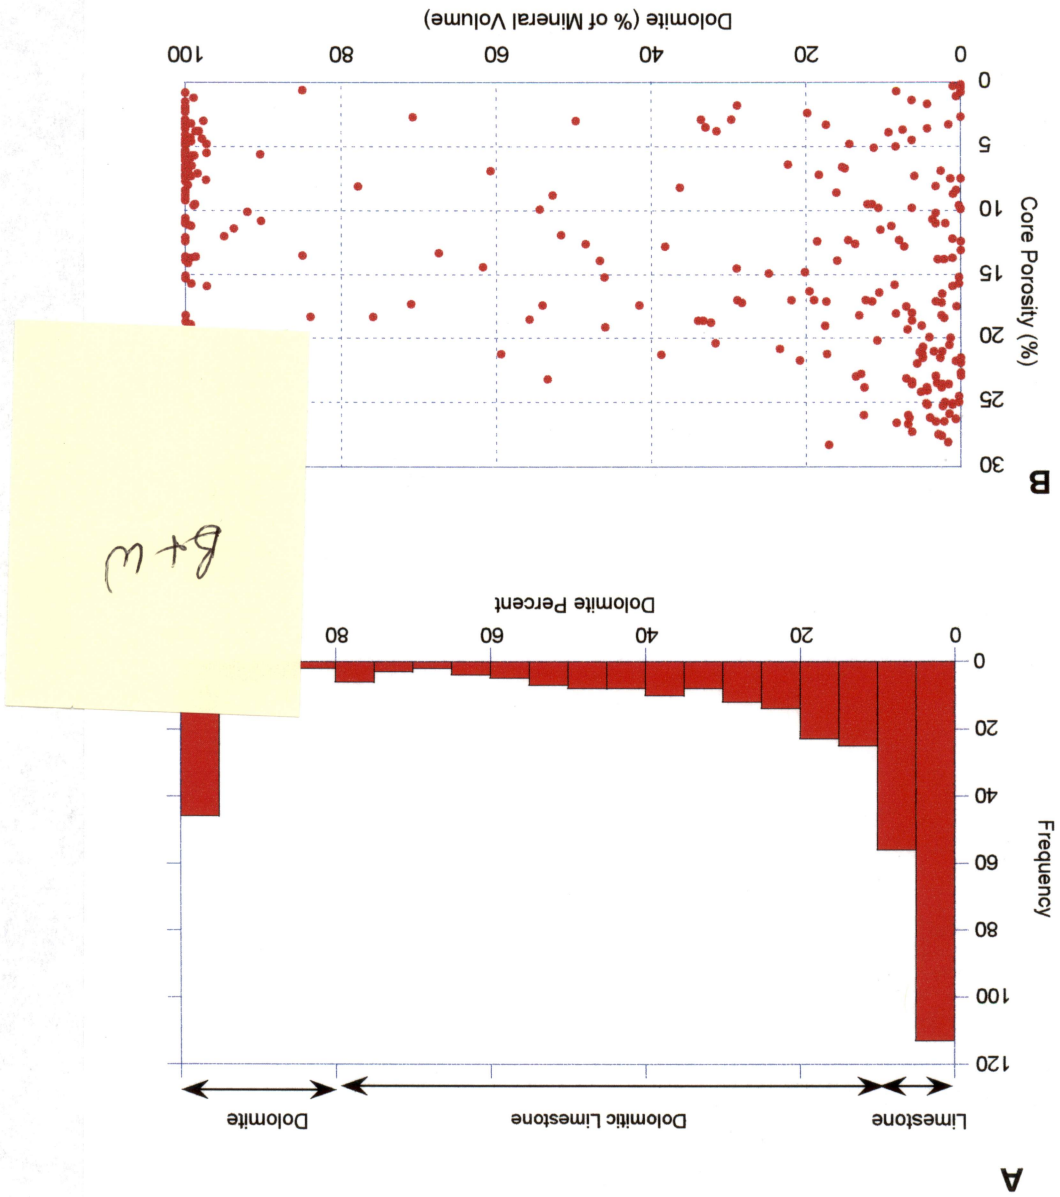 A
Limestone
Dolomitic Limestone
Dolomite
120
100
80
60
40
20
0
Frequency
0 20 40 60 80
Dolomite Percent
B+W
B
30
25
20
15
10
5
0
Core Porosity (%)
0 20 40 60 80 100
Dolomite (% of Mineral Volume)